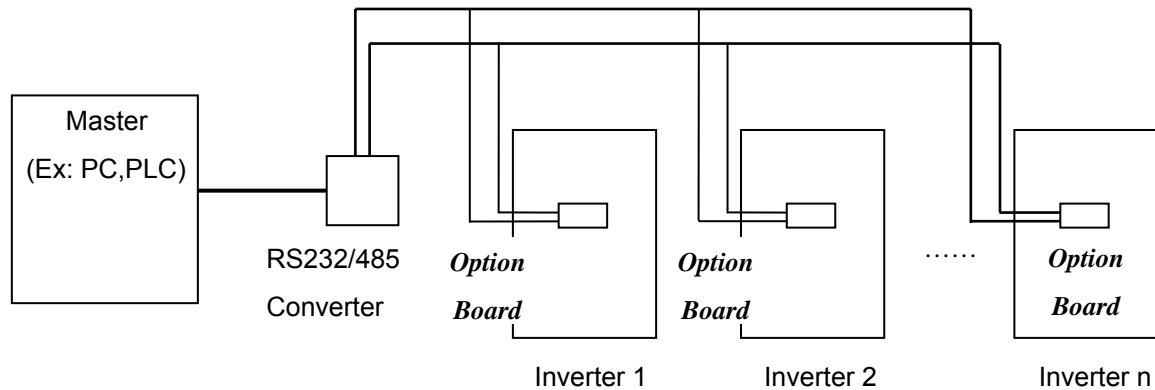 Master
(Ex: PC,PLC)
RS232/485
Converter
Option
Board
Inverter 1
Option
Board
Inverter 2
……
Option
Board
Inverter n